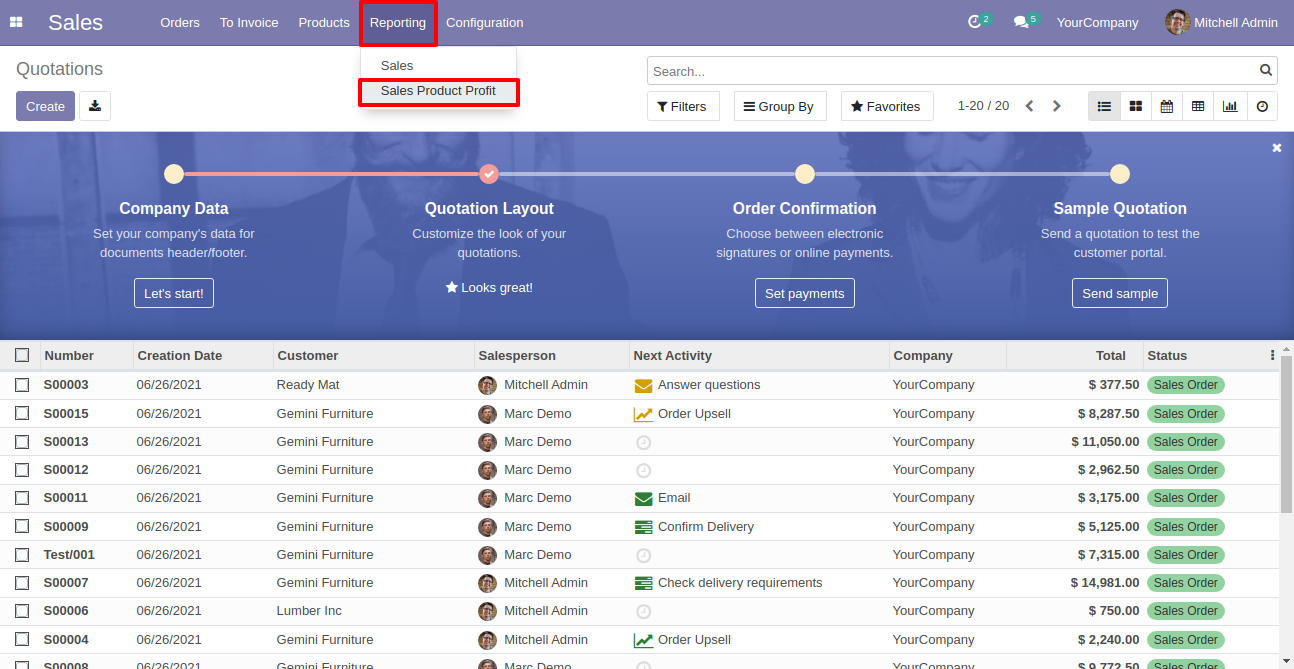 Sales Orders To Invoice Products Reporting Configuration 2 5 YourCompany Mitchell Admin
Sales
Sales Product Profit
Quotations
Search...
Create
Filters Group By Favorites 1-20 / 20
Company Data
Set your company's data for
documents header/footer.
Let's start!
Quotation Layout
Customize the look of your
quotations.
Looks great!
Order Confirmation
Choose between electronic
signatures or online payments.
Set payments
Sample Quotation
Send a quotation to test the
customer portal.
Send sample
Number Creation Date Customer Salesperson Next Activity Company Total Status
S00003 06/26/2021 Ready Mat Mitchell Admin Answer questions YourCompany $ 377.50 Sales Order
S00015 06/26/2021 Gemini Furniture Marc Demo Order Upsell YourCompany $ 8,287.50 Sales Order
S00013 06/26/2021 Gemini Furniture Marc Demo YourCompany $ 11,050.00 Sales Order
S00012 06/26/2021 Gemini Furniture Marc Demo YourCompany $ 2,962.50 Sales Order
S00011 06/26/2021 Gemini Furniture Marc Demo Email YourCompany $ 3,175.00 Sales Order
S00009 06/26/2021 Gemini Furniture Marc Demo Confirm Delivery YourCompany $ 5,125.00 Sales Order
Test/001 06/26/2021 Gemini Furniture Marc Demo YourCompany $ 7,315.00 Sales Order
S00007 06/26/2021 Gemini Furniture Mitchell Admin Check delivery requirements YourCompany $ 14,981.00 Sales Order
S00006 06/26/2021 Lumber Inc Mitchell Admin YourCompany $ 750.00 Sales Order
S00004 06/26/2021 Gemini Furniture Mitchell Admin Order Upsell YourCompany $ 2,240.00 Sales Order
S00008 06/26/2021 Gemini Furniture Marc Demo YourCompany $ 9,772.50 Sales Order